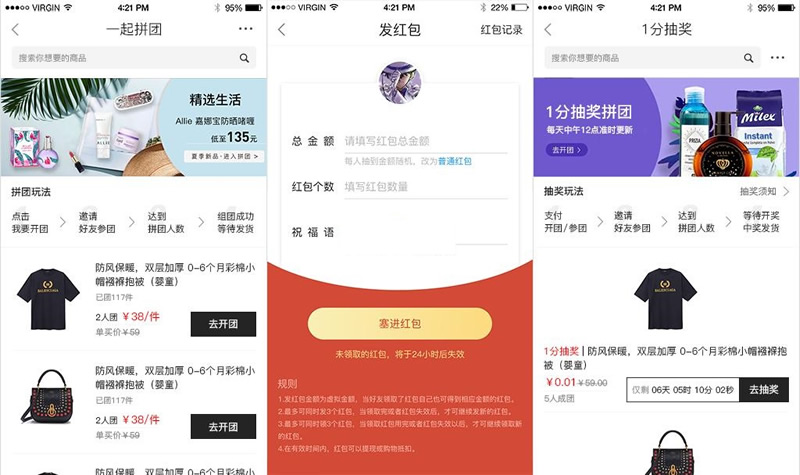 ●●●○○ VIRGIN 4:21 PM 95%
一起拼团
搜索你想要的商品
精选生活
Allie 嘉娜宝防晒啫喱
低至135元
夏季新品·进入拼团 >
拼团玩法
点击
我要开团
邀请
好友参团
达到
拼团人数
组团成功
等待发货
防风保暖，双层加厚 0-6个月彩棉小
帽襁褓抱被（婴童）
已团117件
2人团 ￥38/件
单买价￥59
去开团
防风保暖，双层加厚 0-6个月彩棉小
帽襁褓抱被（婴童）
已团117件
2人团 ￥38/件
单买价￥59
去开团
防风保暖，双层加厚 0-6个月彩棉小
●●●○○ VIRGIN 4:21 PM 22%
发红包
红包记录
总金额 请填写红包总金额
每人抽到金额随机、改为普通红包
红包个数 填写红包数量
祝福语
塞进红包
未领取的红包，将于24小时后失效
规则
1.发红包金额为虚拟金额，当好友领取了红包自己也可得到相应金额的红包。
2.最多可同时发3个红包，当领取完或者红包失效后，才可继续发新的红包。
3.最多可同时领3个红包，当领取红包用完或者红包失效以后，才可继续领取新
的红包。
4.在有效时间内，红包可以提现或购物抵扣。
●●●○○ VIRGIN 4:21 PM 95%
1分抽奖
搜索你想要的商品
1分抽奖拼团
每天中午12点准时更新
去开团 >
PRIZIA
NOVELLE
Milex
Instant
抽奖玩法
抽奖须知
支付
开团/参团
邀请
好友参团
达到
拼团人数
等待开奖
中奖发货
1分抽奖 | 防风保暖，双层加厚 0-6个月彩棉小帽襁褓抱
被（婴童）
￥0.01 ￥59.00
5人成团
仅剩 06天 05时 10分 02秒
去抽奖